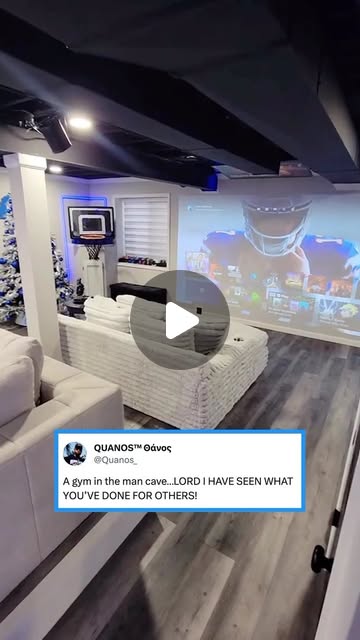 QUANOS™ Θάνος
@Quanos_
A gym in the man cave...LORD I HAVE SEEN WHAT
YOU'VE DONE FOR OTHERS!